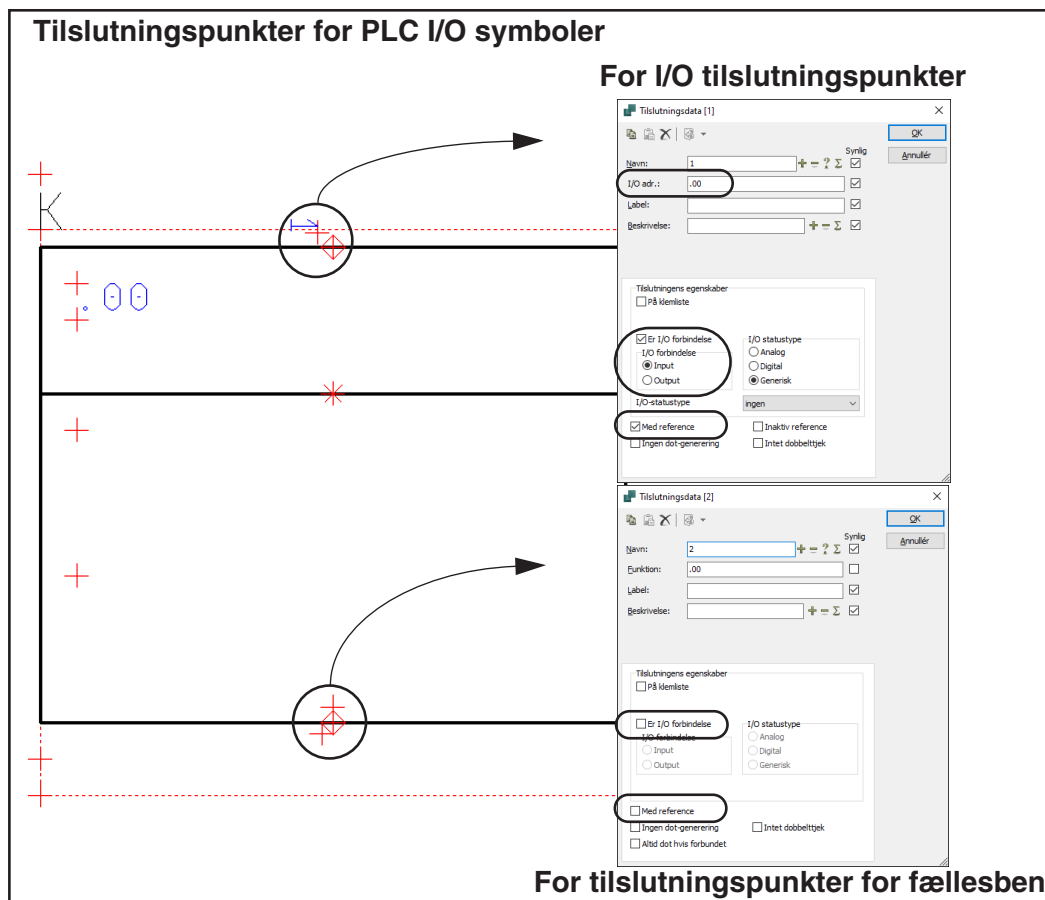 Tilslutningspunkter for PLC I/O symboler
For I/O tilslutningspunkter
Tilslutningsdata [1]
OK
Annullér
Synlig
Navn: 1
I/O adr.: .00
Label:
Beskrivelse:
Tilslutningens egenskaber
På klemliste
Er I/O forbindelse
I/O forbindelse
Input
Output
I/O statustype
Analog
Digital
Generisk
I/O-statustype ingen
Med reference
Inaktiv reference
Ingen dot-generering
Intet dobbelttjek
K
1
.00
Tilslutningsdata [2]
OK
Annullér
Synlig
Navn: 2
Funktion: .00
Label:
Beskrivelse:
Tilslutningens egenskaber
På klemliste
Er I/O forbindelse
I/O forbindelse
Input
Output
I/O statustype
Analog
Digital
Generisk
Med reference
Ingen dot-generering
Intet dobbelttjek
Altid dot hvis forbundet
For tilslutningspunkter for fællesben